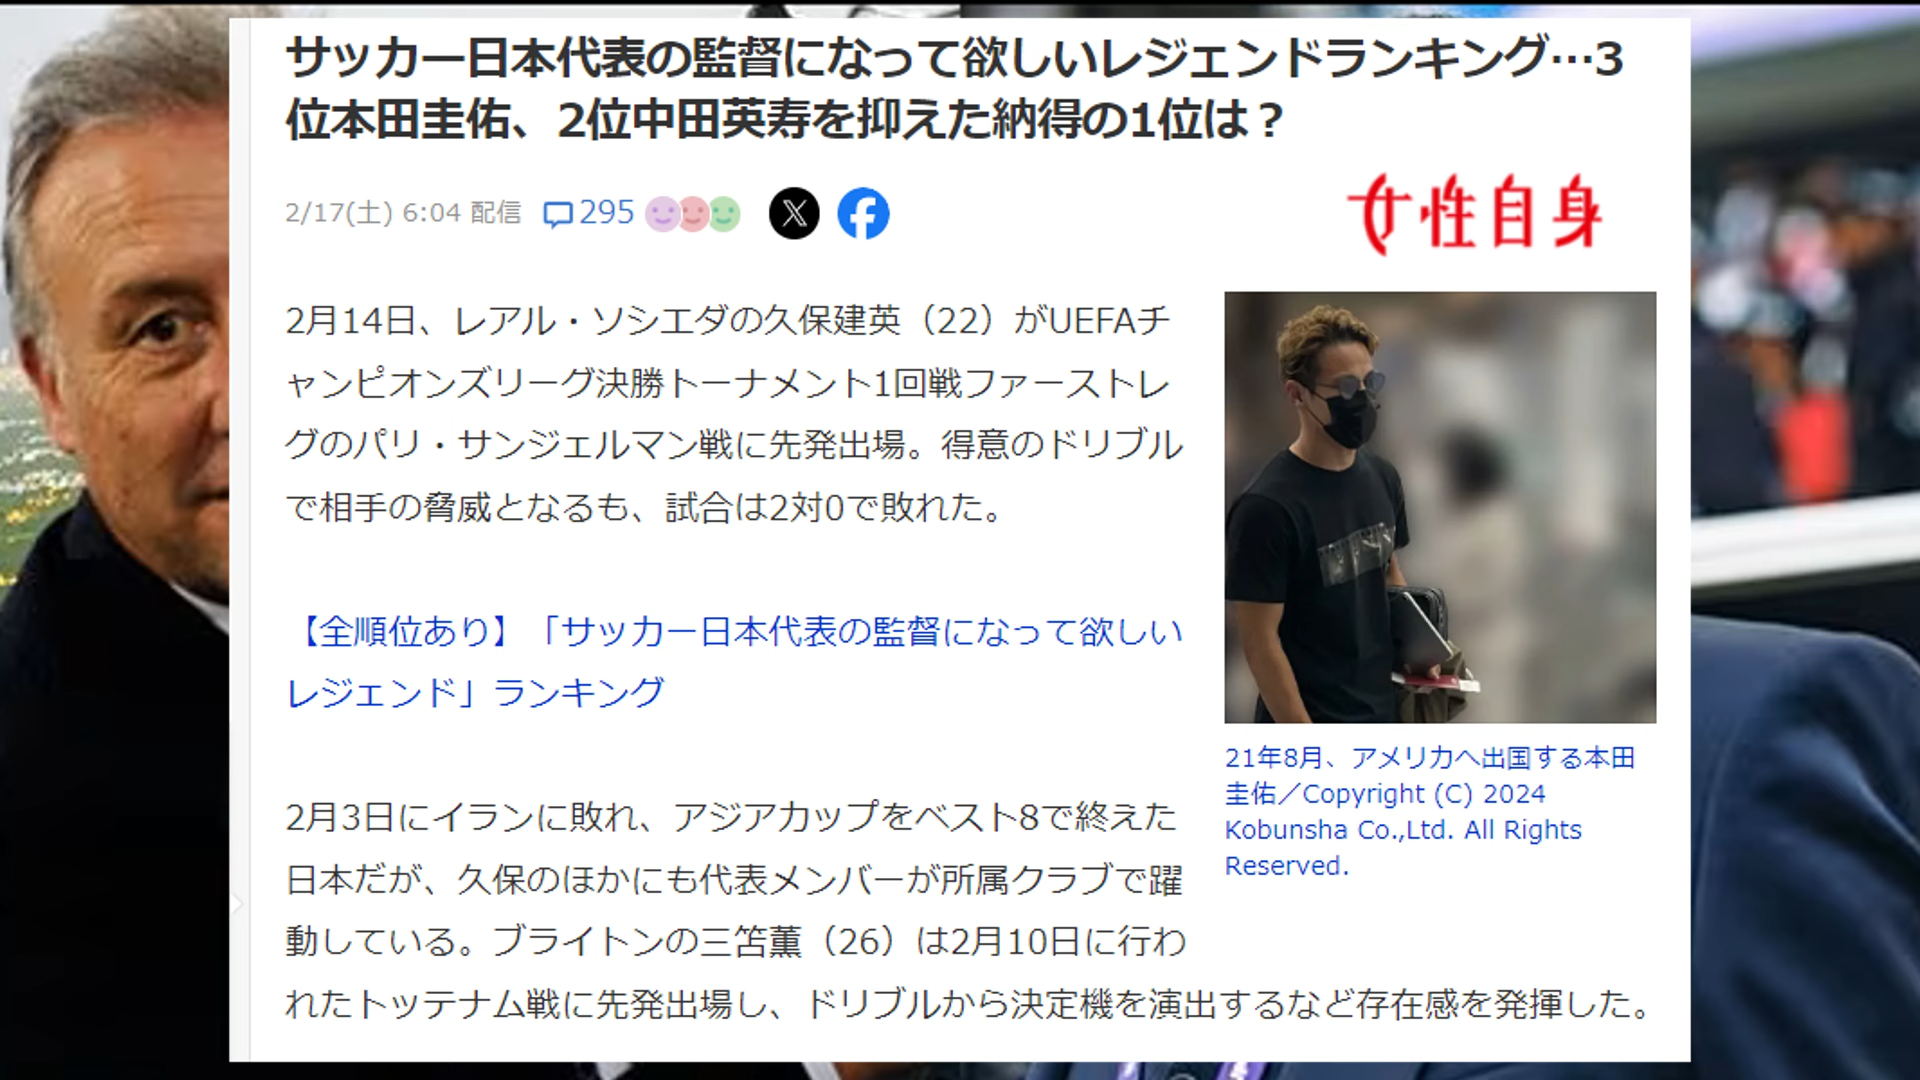 サッカー日本代表の監督になって欲しいレジェンドランキング…3
位本田圭佑、2位中田英寿を抑えた納得の1位は？
2/17(土) 6:04 配信 295
女性自身
2月14日、レアル・ソシエダの久保建英（22）がUEFAチ
ャンピオンズリーグ決勝トーナメント1回戦ファーストレ
グのパリ・サンジェルマン戦に先発出場。得意のドリブル
で相手の脅威となるも、試合は2対0で敗れた。
【全順位あり】「サッカー日本代表の監督になって欲しい
レジェンド」ランキング
21年8月、アメリカへ出国する本田
圭佑／Copyright (C) 2024
Kobunsha Co.,Ltd. All Rights
Reserved.
2月3日にイランに敗れ、アジアカップをベスト8で終えた
日本だが、久保のほかにも代表メンバーが所属クラブで躍
動している。ブライトンの三笘薫（26）は2月10日に行わ
れたトッテナム戦に先発出場し、ドリブルから決定機を演出するなど存在感を発揮した。